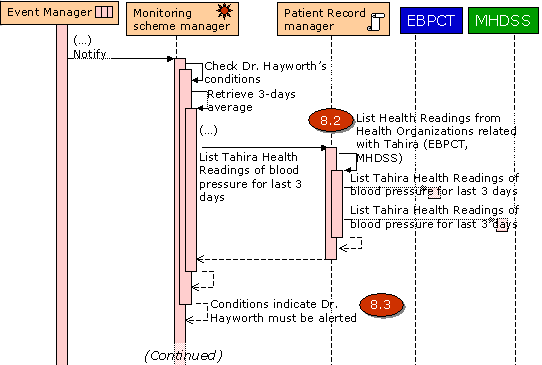 Event Manager
Monitoring
scheme manager
Patient Record
manager
EBPCT
MHDSS
(...)
Notify
Check Dr. Hayworth's
conditions
Retrieve 3-days
average
(...)
8.2
List Health Readings from
Health Organizations related
with Tahira (EBPCT,
MHDSS)
List Tahira Health
Readings of blood
pressure for last 3
days
List Tahira Health Readings of
blood pressure for last 3 days
List Tahira Health Readings of
blood pressure for last 3 days
Conditions indicate Dr.
Hayworth must be alerted
8.3
(Continued)